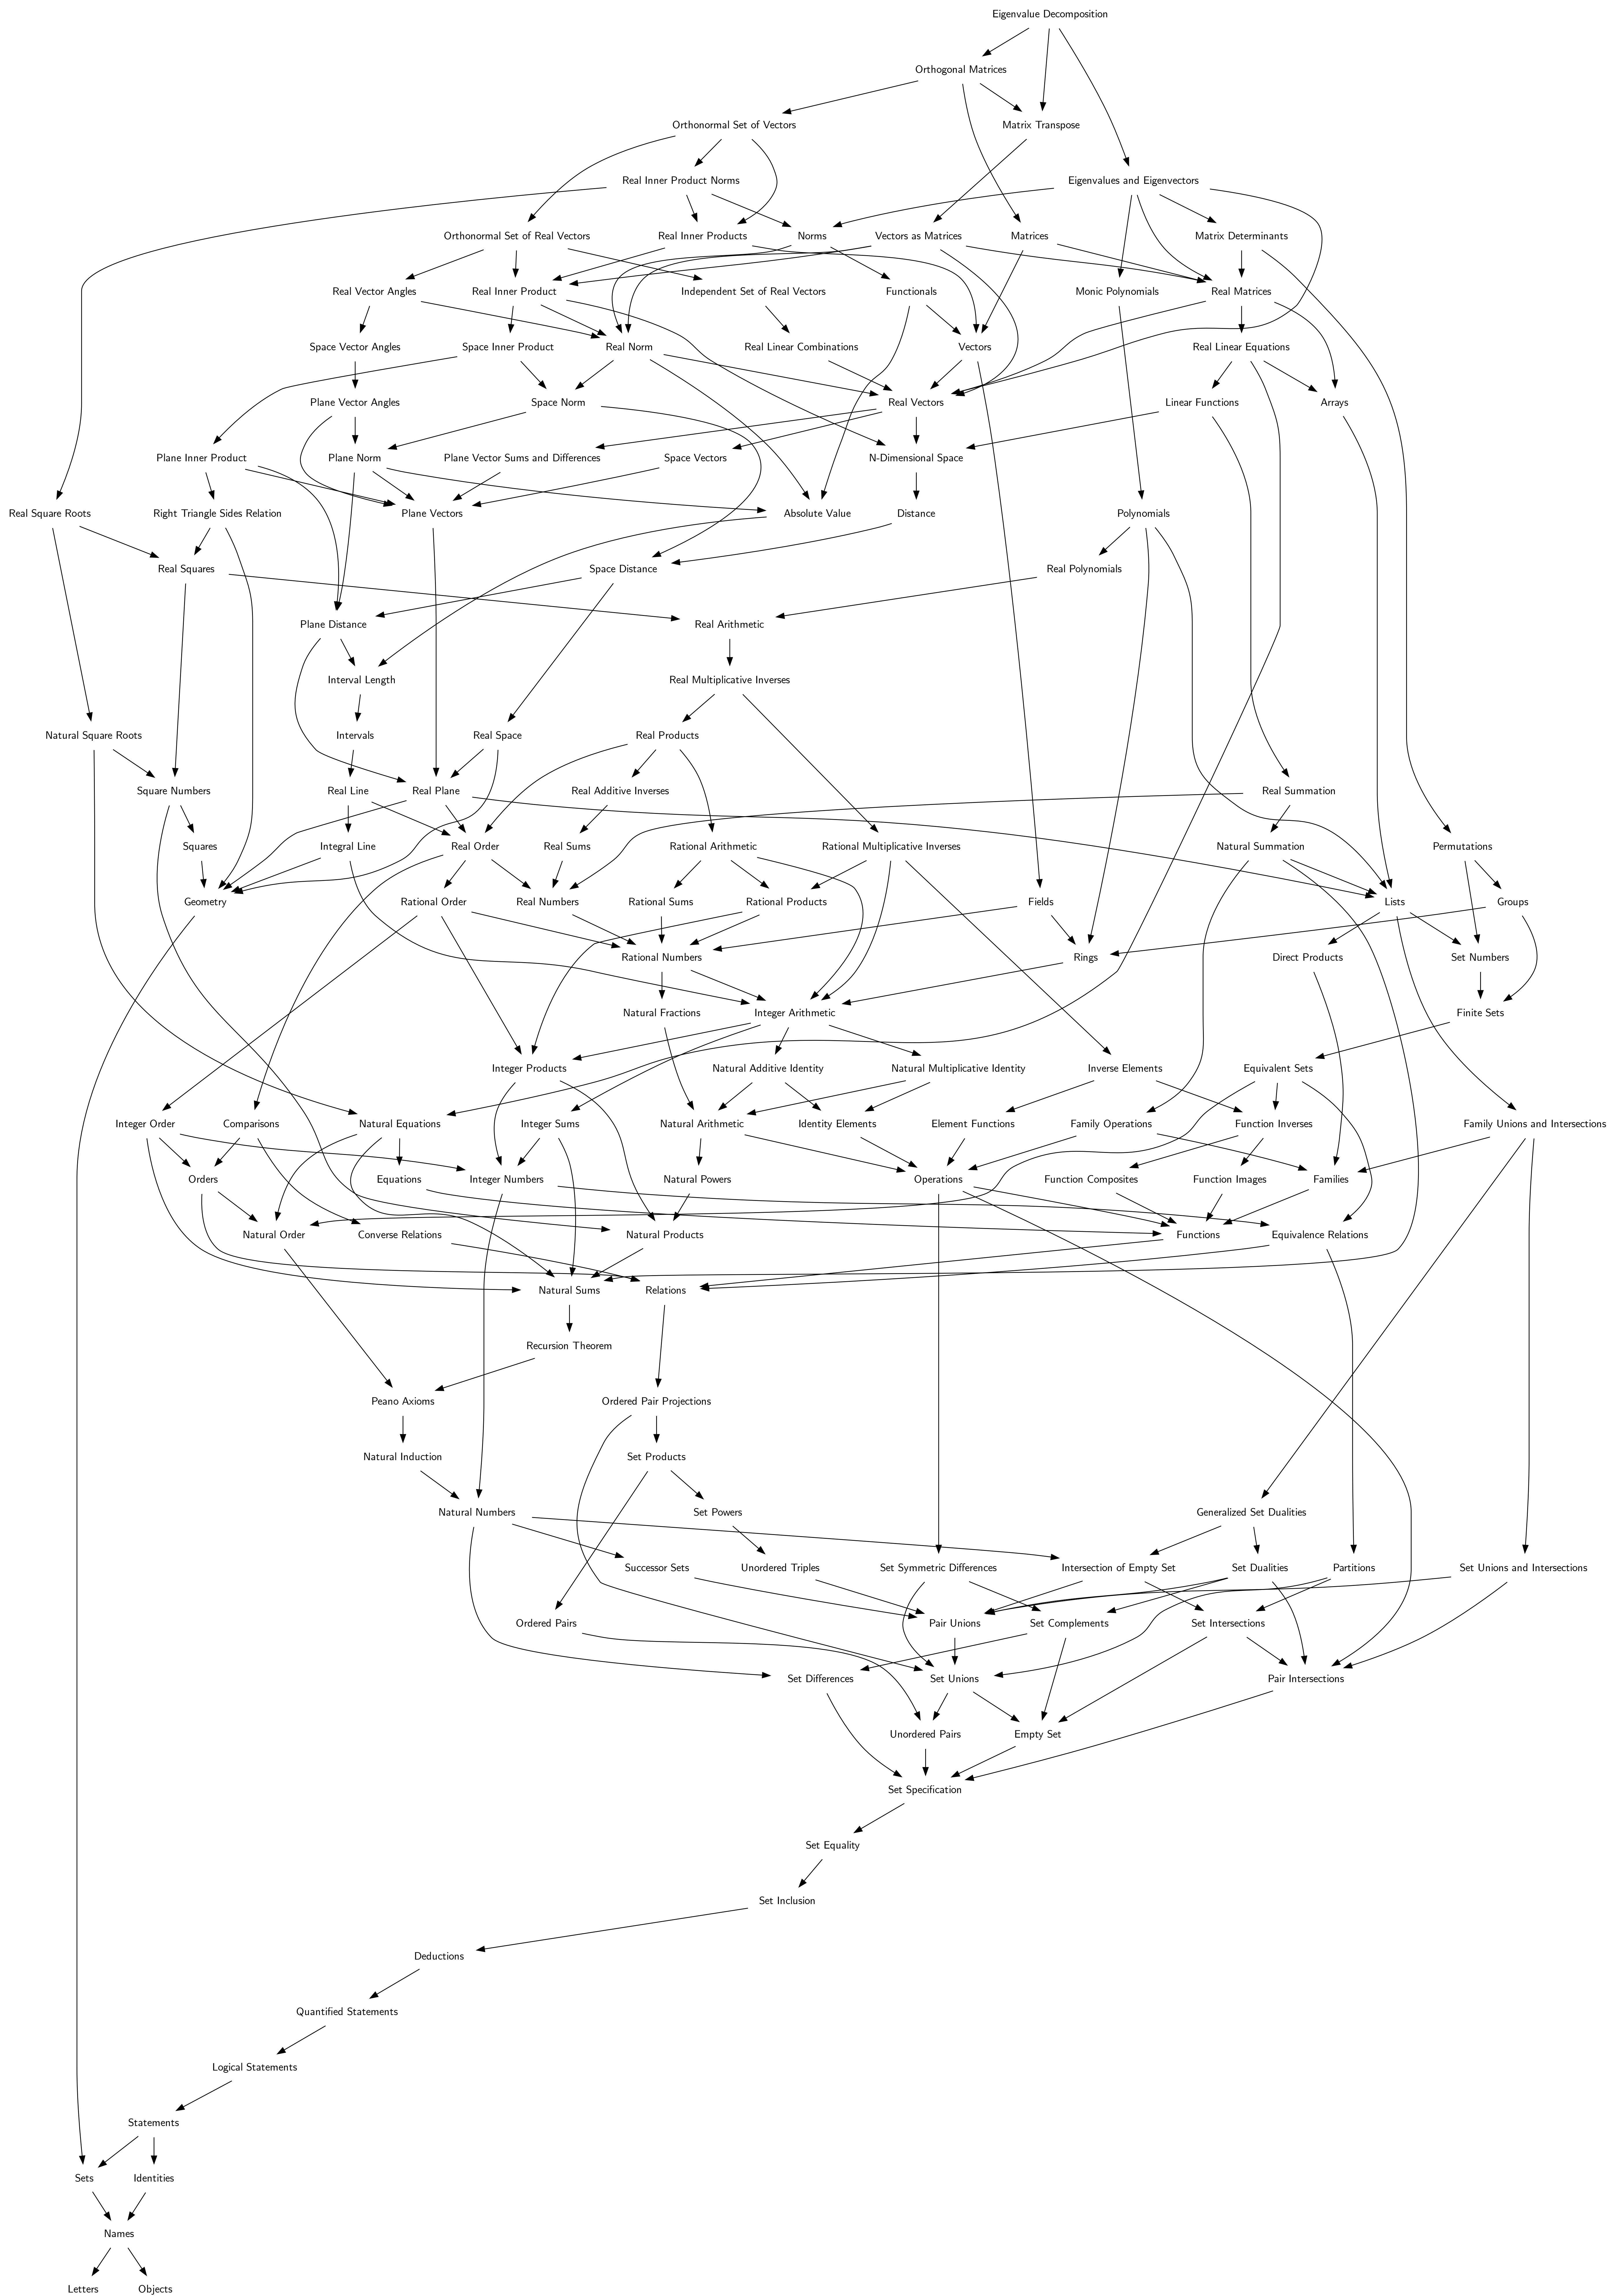 Eigenvalue Decomposition
Orthogonal Matrices
Orthonormal Set of Vectors
Matrix Transpose
Real Inner Product Norms
Eigenvalues and Eigenvectors
Orthonormal Set of Real Vectors
Real Inner Products
Norms
Vectors as Matrices
Matrices
Matrix Determinants
Real Vector Angles
Real Inner Product
Independent Set of Real Vectors
Functionals
Monic Polynomials
Real Matrices
Space Vector Angles
Space Inner Product
Real Norm
Real Linear Combinations
Vectors
Real Linear Equations
Plane Vector Angles
Space Norm
Real Vectors
Linear Functions
Arrays
Plane Inner Product
Plane Norm
Plane Vector Sums and Differences
Space Vectors
N-Dimensional Space
Real Square Roots
Right Triangle Sides Relation
Plane Vectors
Absolute Value
Distance
Polynomials
Real Squares
Space Distance
Real Polynomials
Plane Distance
Real Arithmetic
Interval Length
Real Multiplicative Inverses
Natural Square Roots
Intervals
Real Space
Real Products
Square Numbers
Real Line
Real Plane
Real Additive Inverses
Real Summation
Squares
Integral Line
Real Order
Real Sums
Rational Arithmetic
Rational Multiplicative Inverses
Natural Summation
Permutations
Geometry
Rational Order
Real Numbers
Rational Sums
Rational Products
Fields
Lists
Groups
Rational Numbers
Rings
Direct Products
Set Numbers
Natural Fractions
Integer Arithmetic
Finite Sets
Integer Products
Natural Additive Identity
Natural Multiplicative Identity
Inverse Elements
Equivalent Sets
Integer Order
Comparisons
Natural Equations
Integer Sums
Natural Arithmetic
Identity Elements
Element Functions
Family Operations
Function Inverses
Family Unions and Intersections
Orders
Equations
Integer Numbers
Natural Powers
Operations
Function Composites
Function Images
Families
Natural Order
Converse Relations
Natural Products
Functions
Equivalence Relations
Natural Sums
Relations
Recursion Theorem
Peano Axioms
Ordered Pair Projections
Natural Induction
Set Products
Natural Numbers
Set Powers
Generalized Set Dualities
Successor Sets
Unordered Triples
Set Symmetric Differences
Intersection of Empty Set
Set Dualities
Partitions
Set Unions and Intersections
Ordered Pairs
Pair Unions
Set Complements
Set Intersections
Set Differences
Set Unions
Pair Intersections
Unordered Pairs
Empty Set
Set Specification
Set Equality
Set Inclusion
Deductions
Quantified Statements
Logical Statements
Statements
Sets
Identities
Names
Letters
Objects